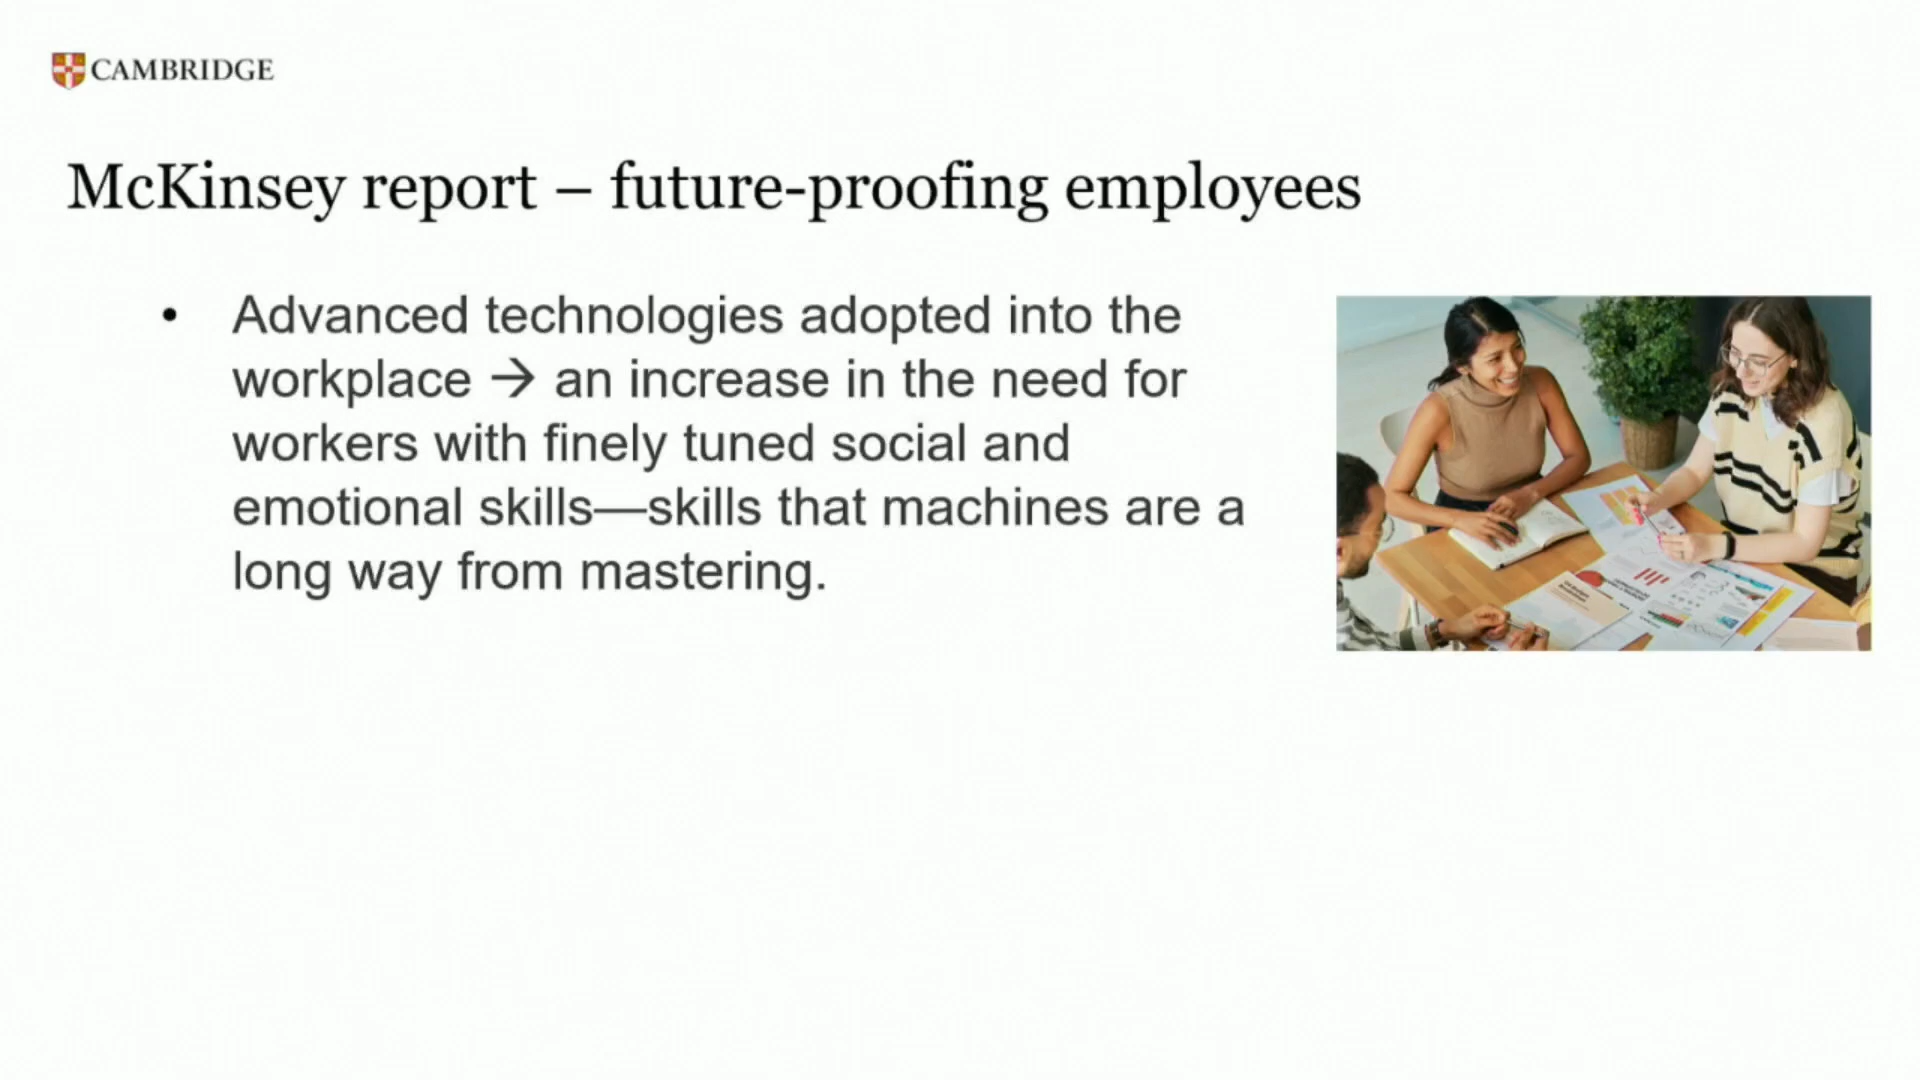 CAMBRIDGE
McKinsey report – future-proofing employees
• Advanced technologies adopted into the
workplace → an increase in the need for
workers with finely tuned social and
emotional skills—skills that machines are a
long way from mastering.